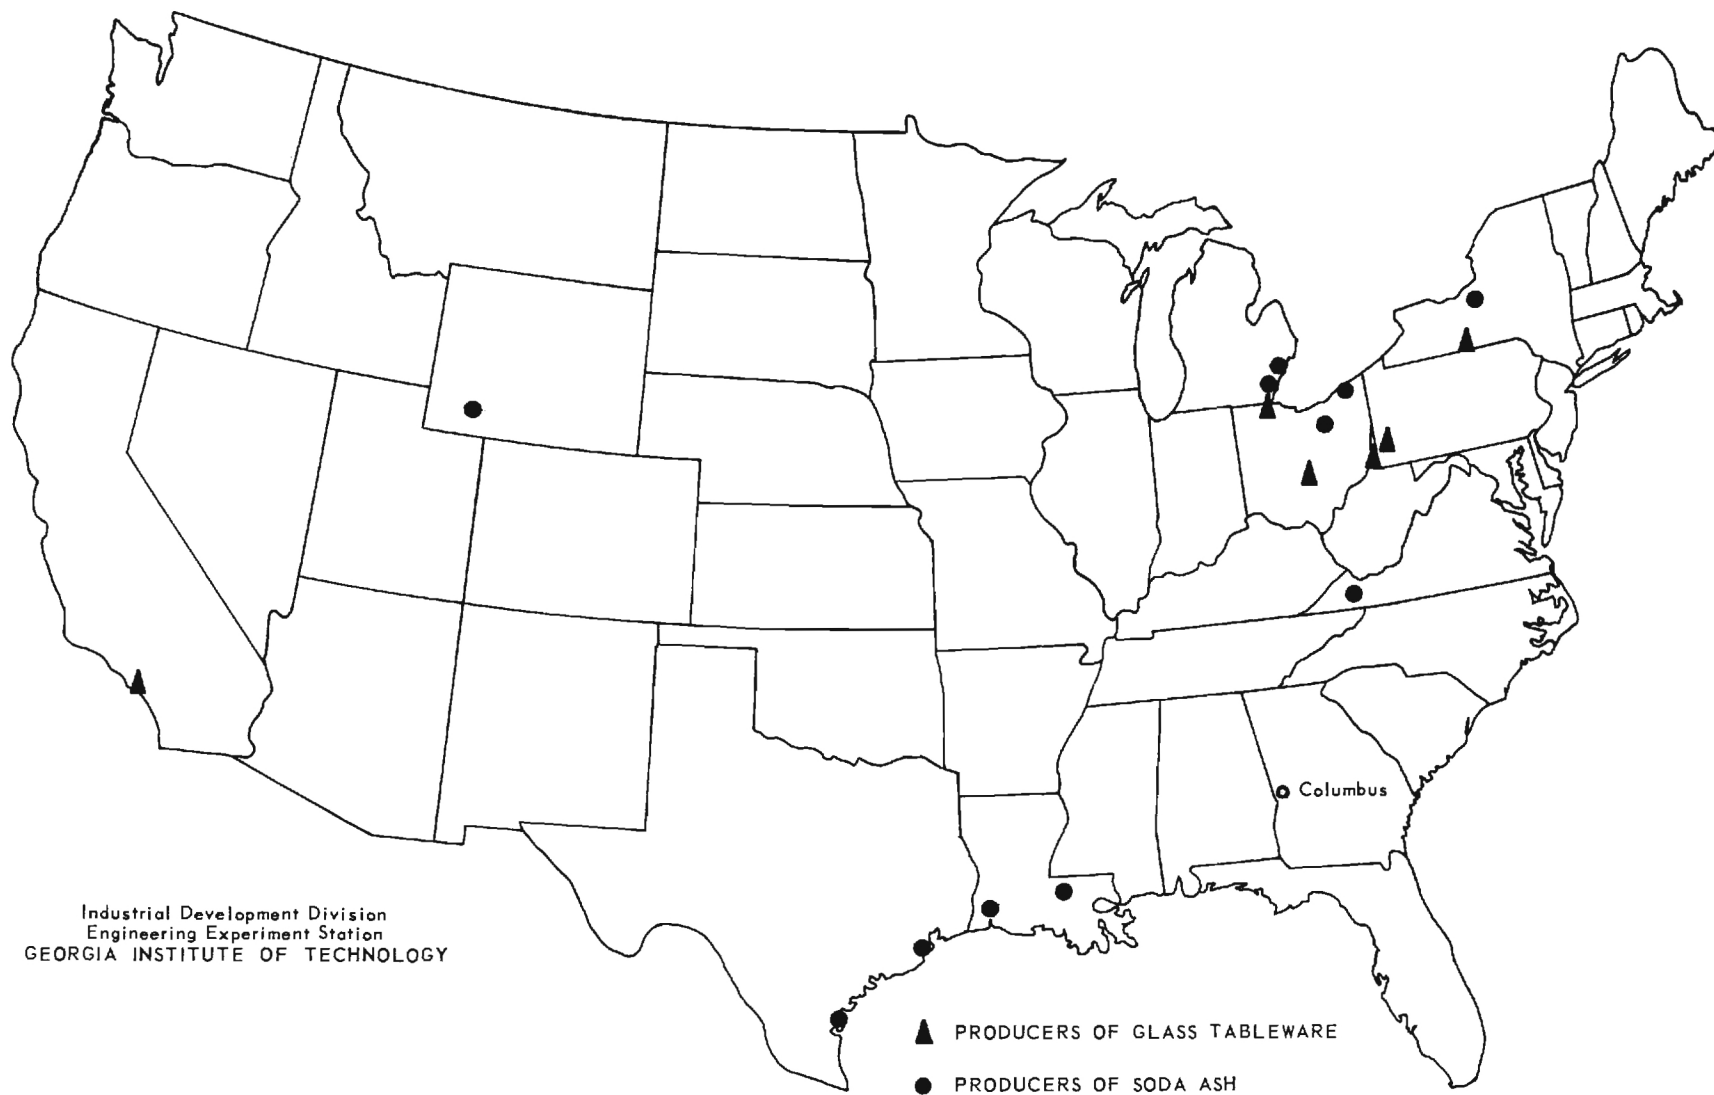 Columbus
Industrial Development Division
Engineering Experiment Station
GEORGIA INSTITUTE OF TECHNOLOGY
PRODUCERS OF GLASS TABLEWARE
PRODUCERS OF SODA ASH